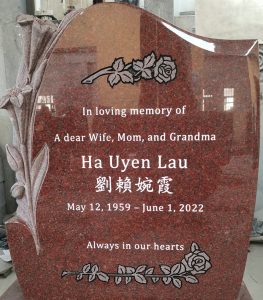 In loving memory of
A dear Wife, Mom, and Grandma
Ha Uyen Lau
劉賴婉霞
May 12, 1959 – June 1, 2022
Always in our hearts